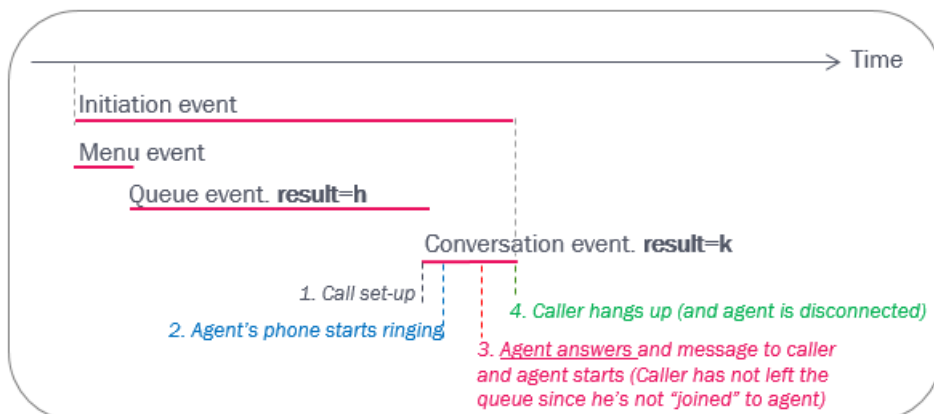 Time
Initiation event
Menu event
Queue event. result=h
Conversation event. result=k
1. Call set-up
4. Caller hangs up (and agent is disconnected)
2. Agent's phone starts ringing
3. Agent answers and message to caller
and agent starts (Caller has not left the
queue since he's not “joined” to agent)